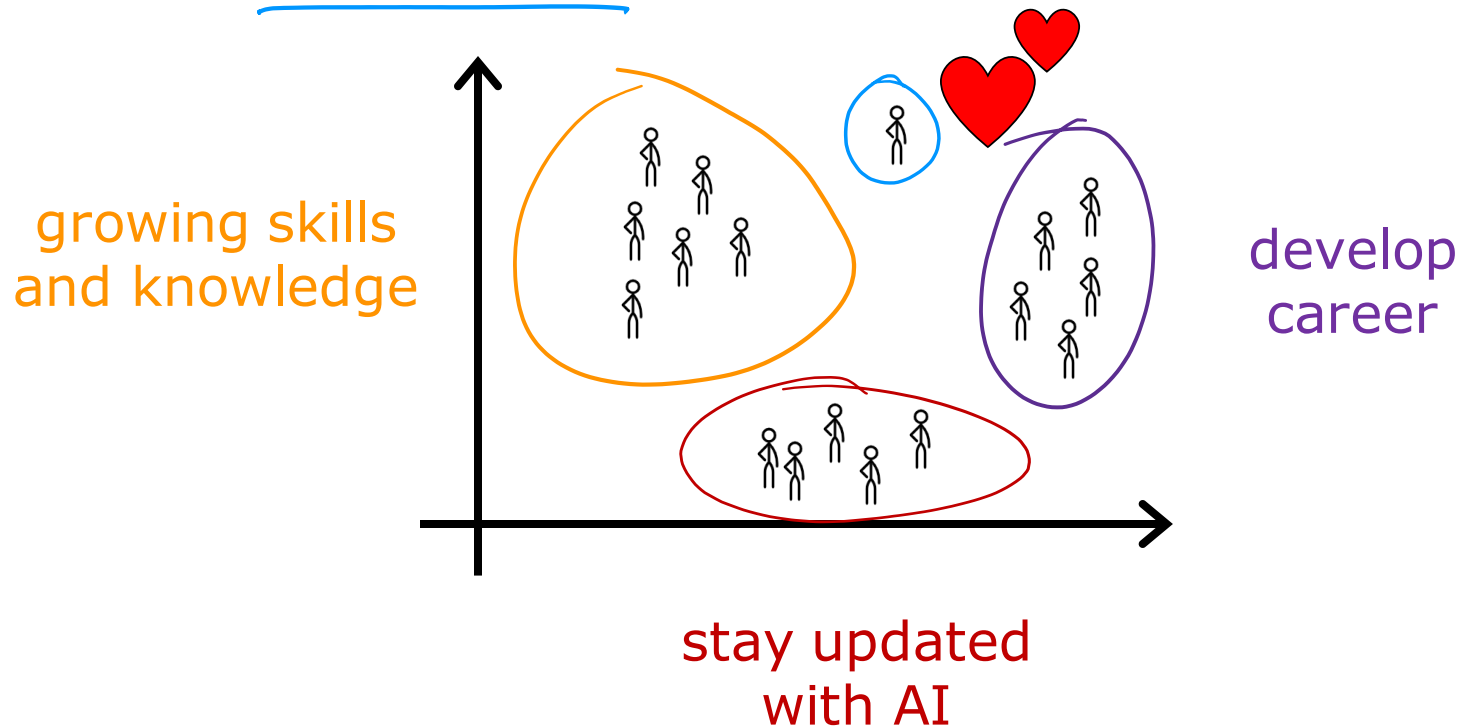 growing skills
and knowledge
develop
career
stay updated
with AI